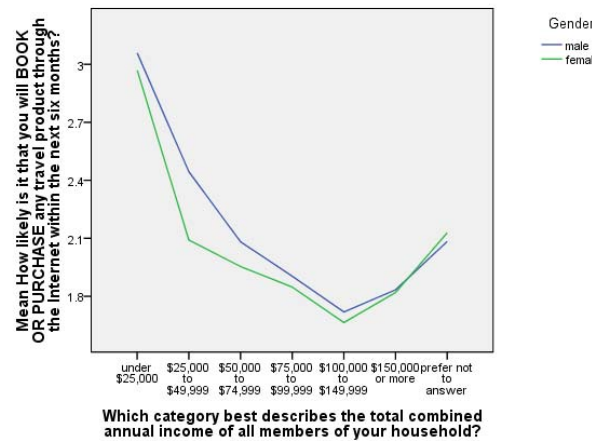 Mean How likely is it that you will BOOK
OR PURCHASE any travel product through
the Internet within the next six months?
3
2.7
2.4
2.1
1.8
under
$25,000
$25,000
to
$49,999
$50,000
to
$74,999
$75,000
to
$99,999
$100,000
to
$149,999
$150,000
or more
prefer not
to
answer
Which category best describes the total combined
annual income of all members of your household?
Gender
male
femal